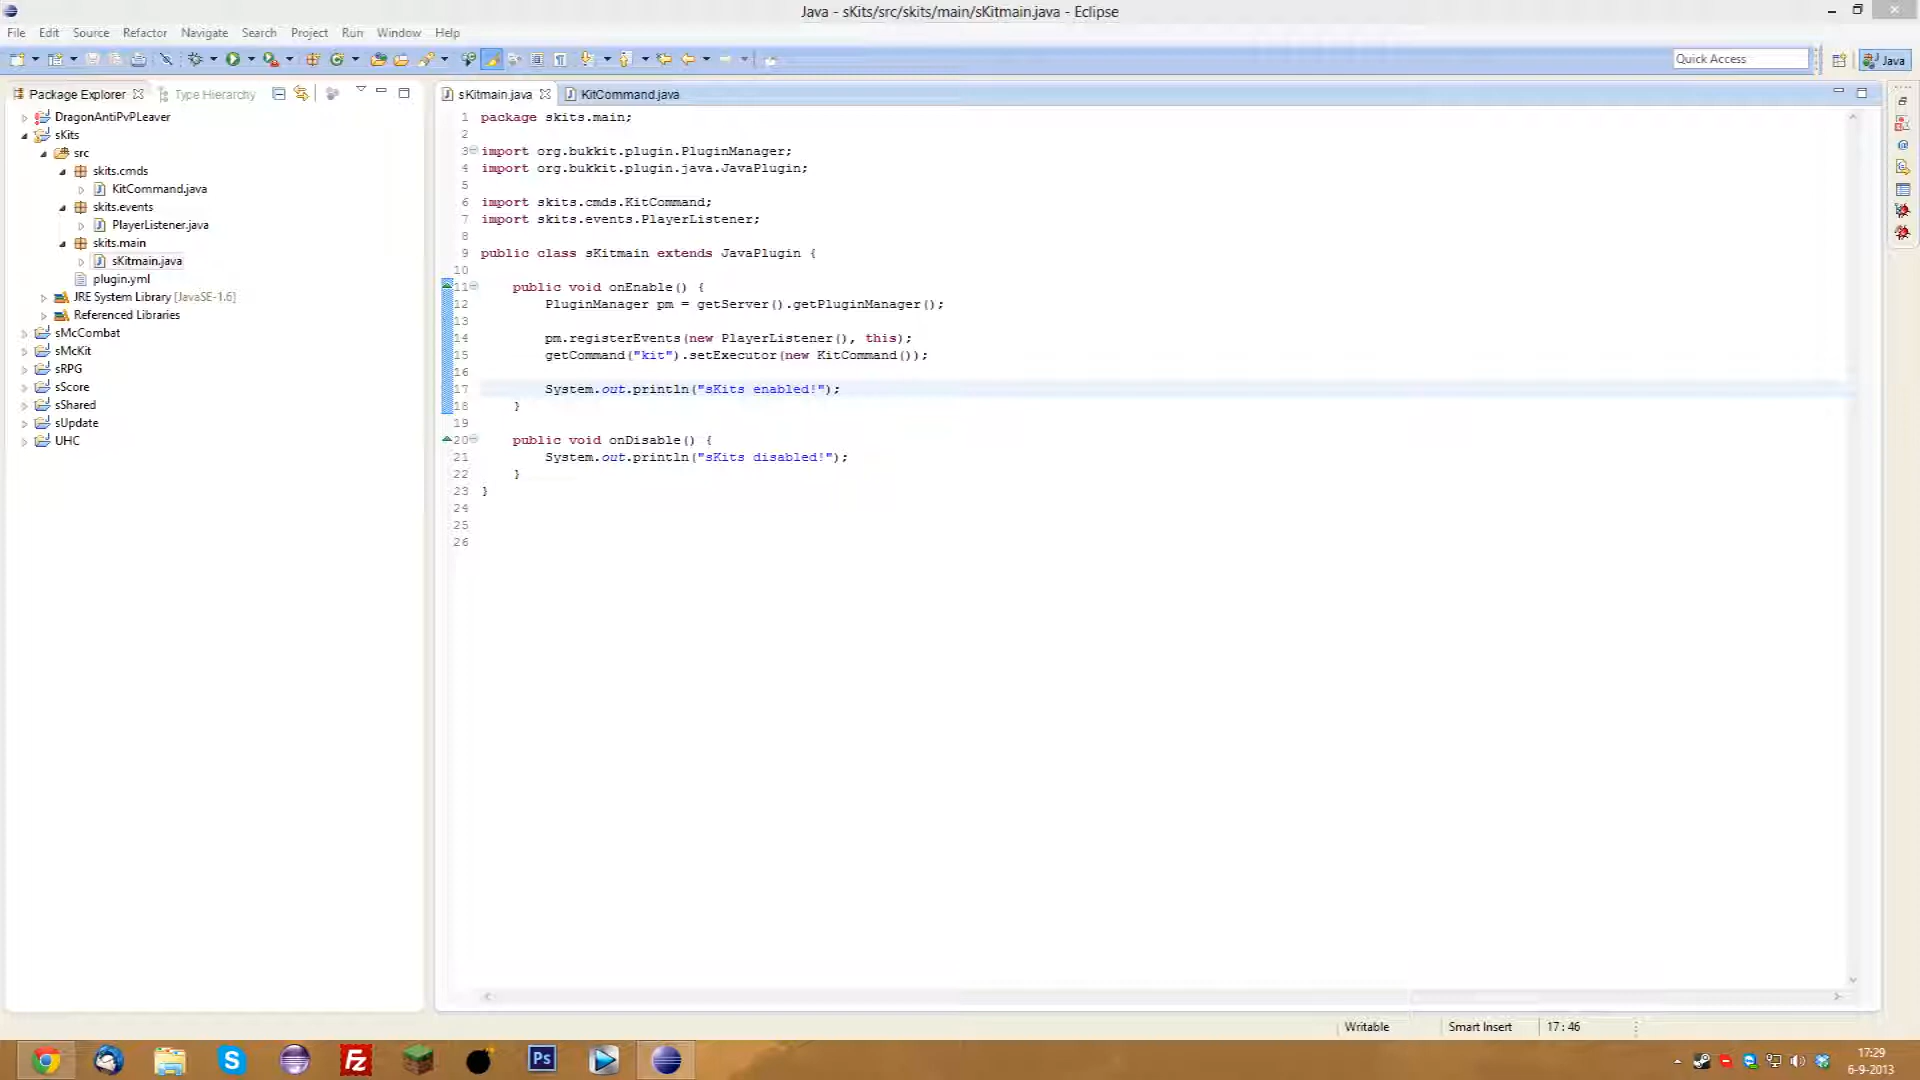 Java - sKits/src/skits/main/sKitmain.java - Eclipse
File Edit Source Refactor Navigate Search Project Run Window Help
Quick Access
Java
Package Explorer
Type Hierarchy
sKitmain.java
KitCommand.java
DragonAntiPvPLeaver
sKits
src
skits.cmds
KitCommand.java
skits.events
PlayerListener.java
skits.main
sKitmain.java
plugin.yml
JRE System Library [JavaSE-1.6]
Referenced Libraries
sMcCombat
sMcKit
sRPG
sScore
sShared
sUpdate
UHC
1 package skits.main;
2
3 import org.bukkit.plugin.PluginManager;
4 import org.bukkit.plugin.java.JavaPlugin;
5
6 import skits.cmds.KitCommand;
7 import skits.events.PlayerListener;
8
9 public class sKitmain extends JavaPlugin {
10
11 public void onEnable() {
12 PluginManager pm = getServer().getPluginManager();
13
14 pm.registerEvents(new PlayerListener(), this);
15 getCommand("kit").setExecutor(new KitCommand());
16
17 System.out.println("sKits enabled!");
18 }
19
20 public void onDisable() {
21 System.out.println("sKits disabled!");
22 }
23 }
24
25
26
Writable
Smart Insert
17 : 46
Ps
17:29
6-9-2013